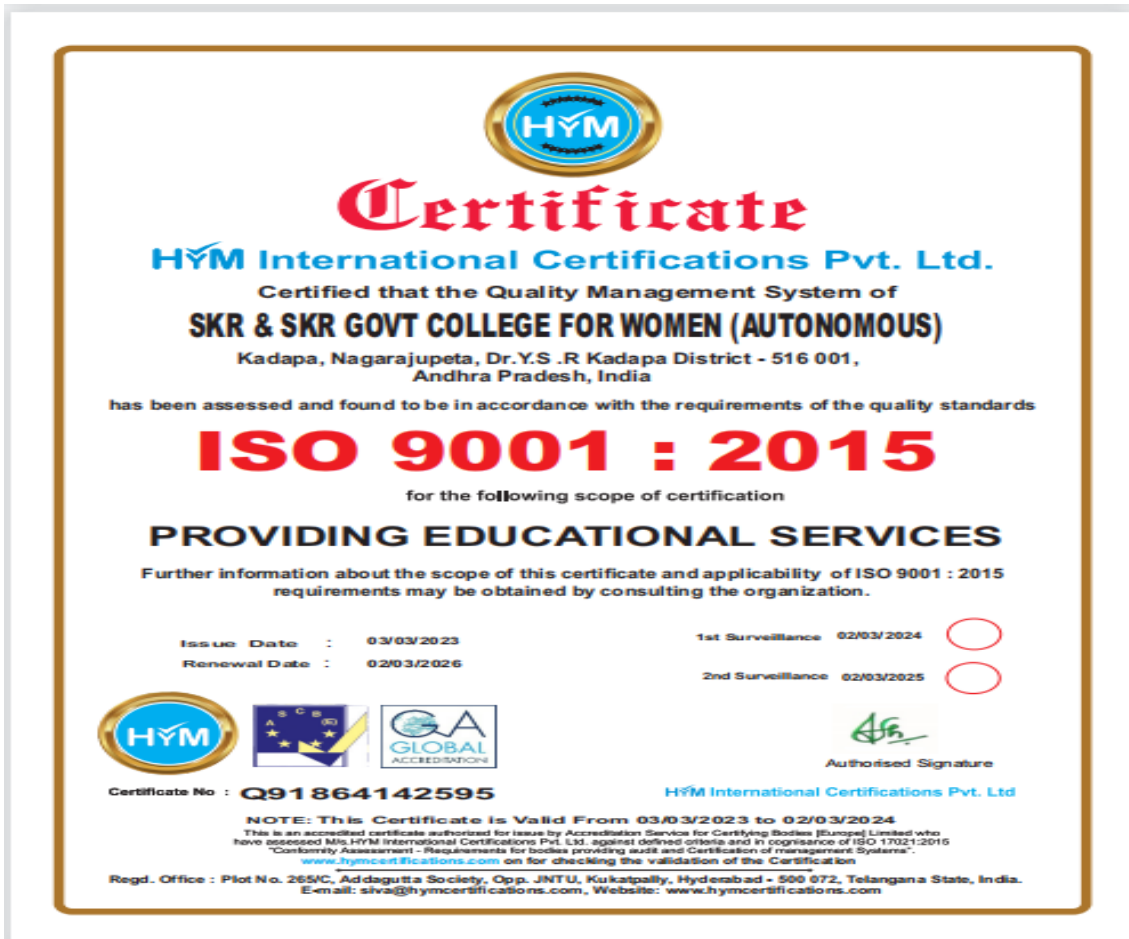 HYM
Certificate
HYM International Certifications Pvt. Ltd.
Certified that the Quality Management System of
SKR & SKR GOVT COLLEGE FOR WOMEN (AUTONOMOUS)
Kadapa, Nagarajupeta, Dr.Y.S .R Kadapa District - 516 001,
Andhra Pradesh, India
has been assessed and found to be in accordance with the requirements of the quality standards
ISO 9001 : 2015
for the following scope of certification
PROVIDING EDUCATIONAL SERVICES
Further information about the scope of this certificate and applicability of ISO 9001 : 2015
requirements may be obtained by consulting the organization.
Issue Date : 03/03/2023
1st Surveillance 02/03/2024
Renewal Date : 02/03/2026
2nd Surveillance 02/03/2025
HYM
A S C B (E)
GA
GLOBAL
ACCREDITATION
Authorised Signature
Certificate No : Q91864142595
HYM International Certifications Pvt. Ltd
NOTE: This Certificate is Valid From 03/03/2023 to 02/03/2024
This is an accredited certificate authorized for issue by Accreditation Service for Certifying Bodies [Europe] Limited who
have assessed M/s.HYM International Certifications Pvt. Ltd. against defined criteria and in cognisance of ISO 17021:2015
"Conformity Assessment - Requirements for bodies providing audit and Certification of management Systems".
www.hymcertifications.com on for checking the validation of the Certification
Regd. Office : Plot No. 265/C, Addagutta Society, Opp. JNTU, Kukatpally, Hyderabad - 500 072, Telangana State, India.
E-mail: siva@hymcertifications.com, Website: www.hymcertifications.com